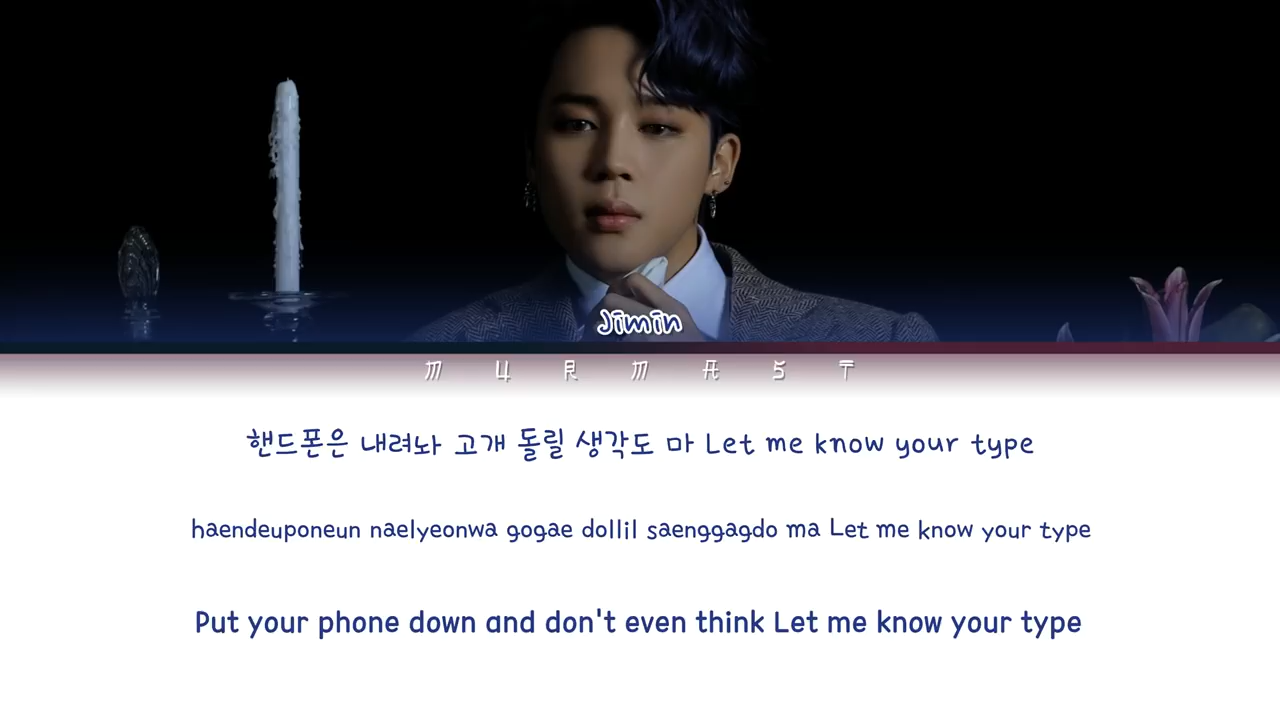 Jimin
M U R M A S T
핸드폰은 내려놔 고개 돌릴 생각도 마 Let me know your type
haendeuponeun naelyeonwa gogae dollil saenggagdo ma Let me know your type
Put your phone down and don't even think Let me know your type